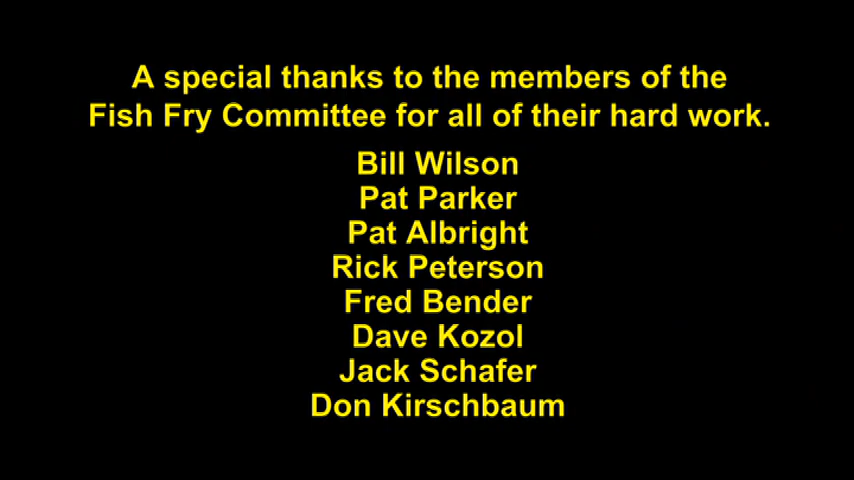 A special thanks to the members of the
Fish Fry Committee for all of their hard work.
Bill Wilson
Pat Parker
Pat Albright
Rick Peterson
Fred Bender
Dave Kozol
Jack Schafer
Don Kirschbaum